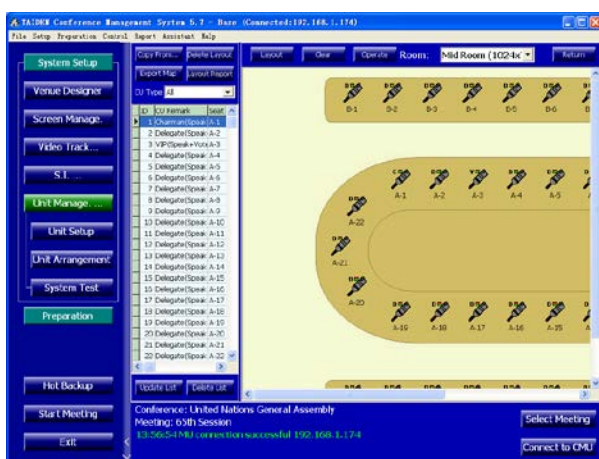 TAIDEN Conference Management System 5.2 - Base (Connected:192.168.1.174)
File Setup Preparation Control Report Assistant Help
System Setup
Venue Designer
Screen Manage.
Video Track...
S.I. ...
Unit Manage. ...
Unit Setup
Unit Arrangement
System Test
Preparation
Hot Backup
Start Meeting
Exit
Copy From... Delete Layout
Export Map Layout Report
CU Type All
Layout Clear Operate Room: Mid Room (1024x Return
ID CU Remark Seat
1 Chairman(Speak A-1
2 Delegate(Speak A-2
3 VIP(Speak+Vote A-3
4 Delegate(Speak A-4
5 Delegate(Speak A-5
6 Delegate(Speak A-6
7 Delegate(Speak A-7
8 Delegate(Speak A-8
9 Delegate(Speak A-9
10 Delegate(Speak A-10
11 Delegate(Speak A-11
12 Delegate(Speak A-12
13 Delegate(Speak A-13
14 Delegate(Speak A-14
15 Delegate(Speak A-15
16 Delegate(Speak A-16
17 Delegate(Speak A-17
18 Delegate(Speak A-18
19 Delegate(Speak A-19
20 Delegate(Speak A-20
21 Delegate(Speak A-21
22 Delegate(Speak A-22
Update List Delete List
B-1 B-2 B-3 B-4 B-5 B-6
A-1 A-2 A-3 A-4 A-5
A-22
A-21
A-20
A-19 A-18 A-17 A-16 A-15
Conference: United Nations General Assembly
Meeting: 65th Session
13:56:54 MU connection successful 192.168.1.174
Select Meeting
Connect to CMU